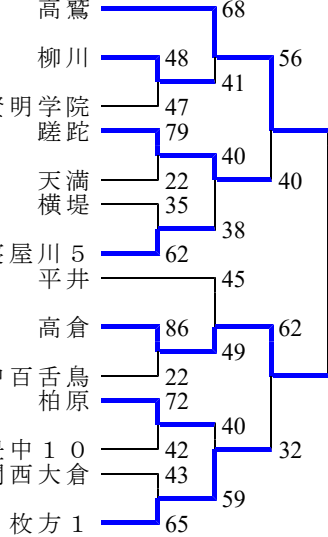 高鷲 68
柳川 48 56
41
明学院 47
蹉跎 79
40
天満 22 40
横堤 35
38
屋川５ 62
平井 45
高倉 86 62
49
百舌鳥 22
柏原 72
40
中１０ 42 32
西大倉 43
59
枚方１ 65